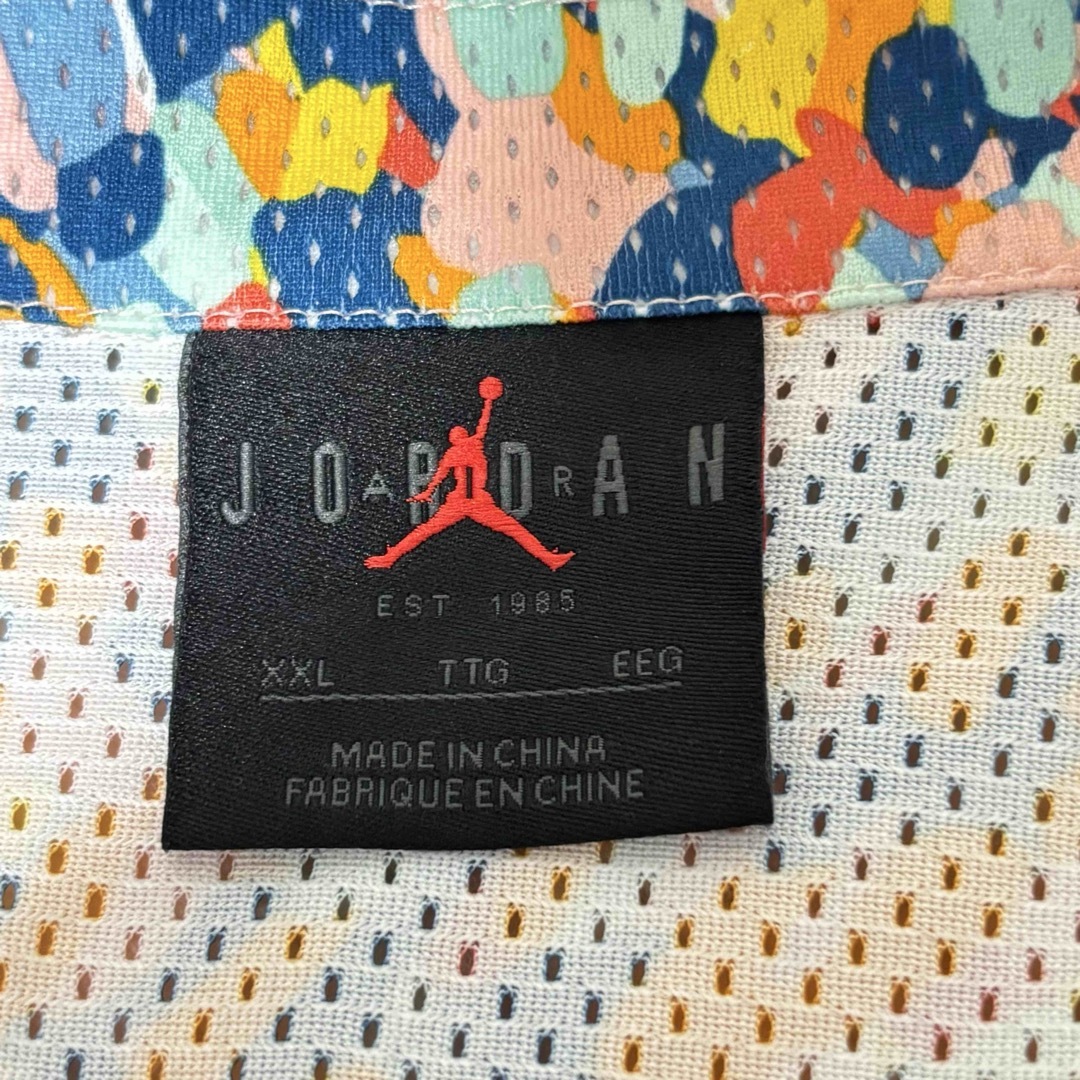 JORDAN
AIR
EST 1985
XXL TTG EEG
MADE IN CHINA
FABRIQUE EN CHINE